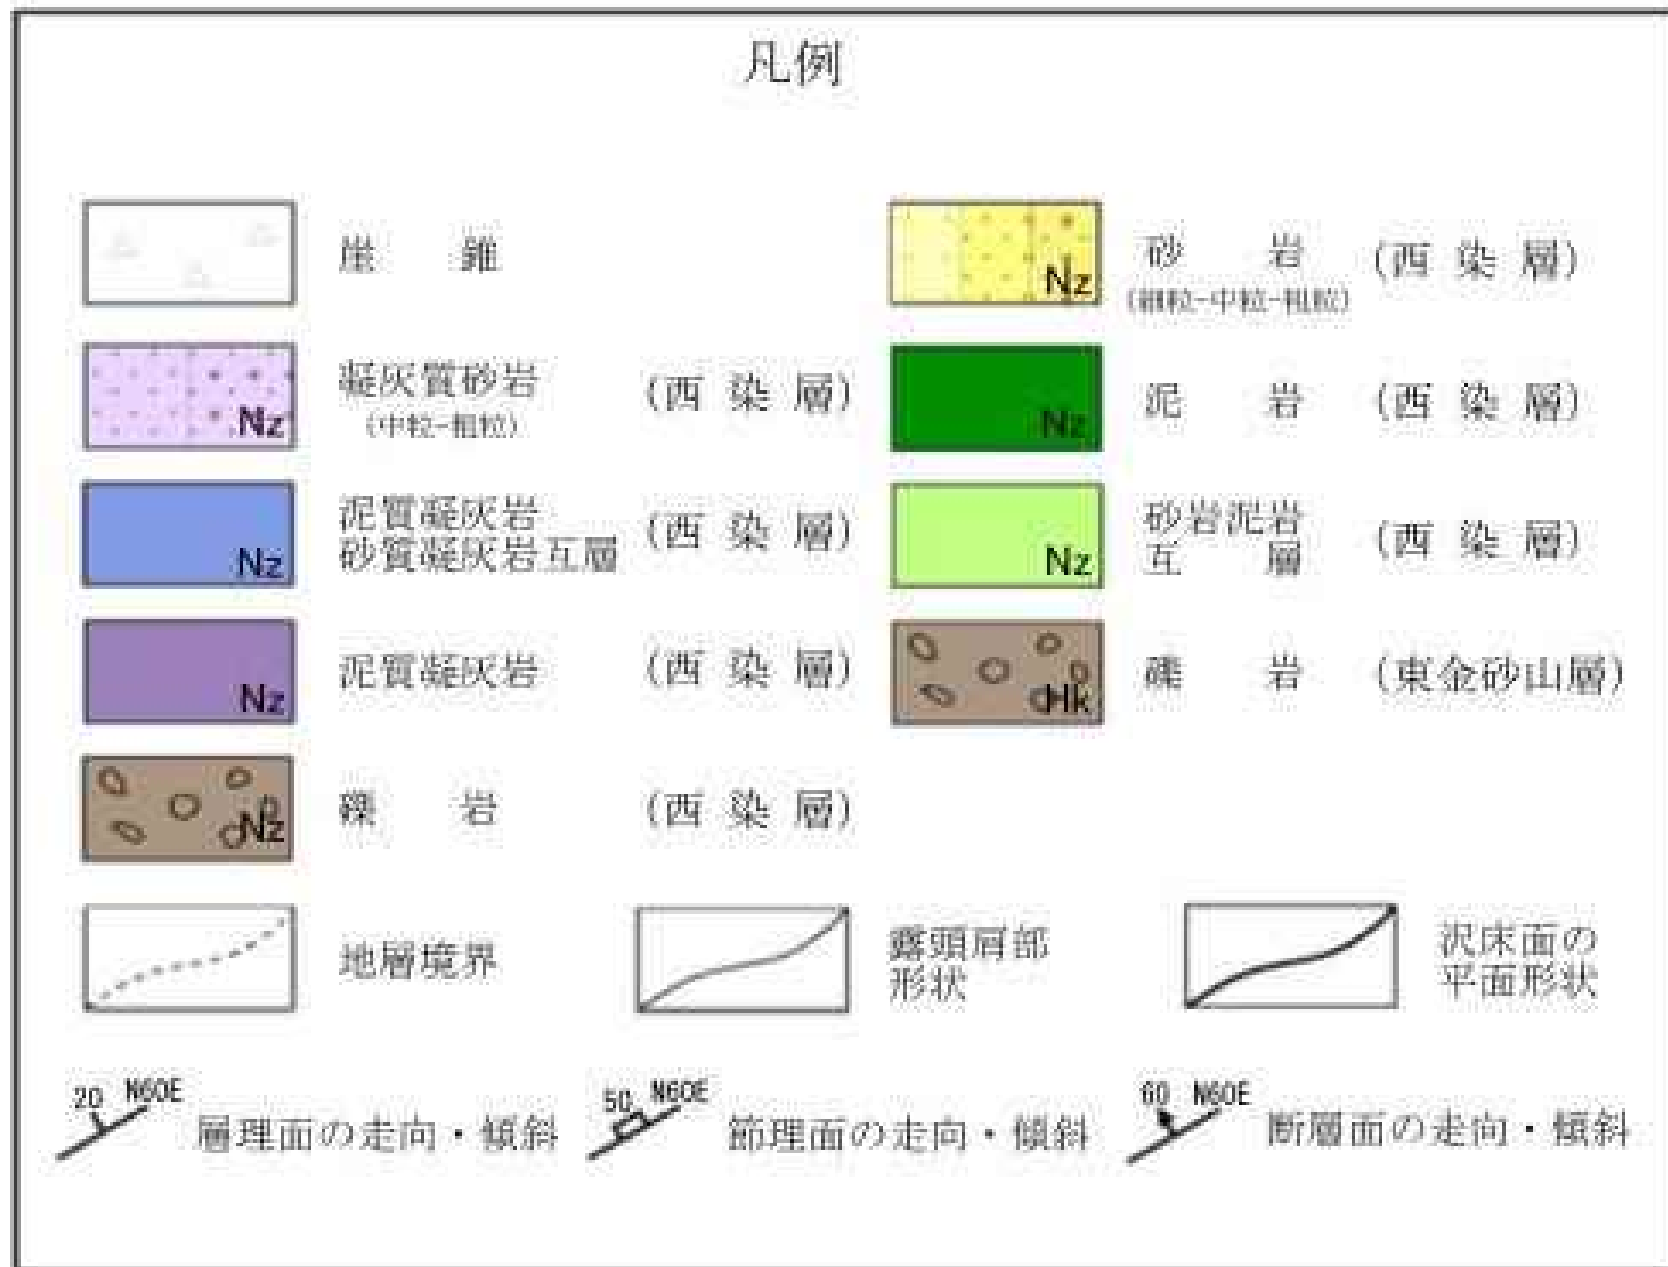 凡例
崖 錐
Nz
凝灰質砂岩
(中粒-粗粒)
(西 染 層)
Nz
泥質凝灰岩
砂質凝灰岩互層
(西 染 層)
Nz
泥質凝灰岩
(西 染 層)
Nz
礫 岩
(西 染 層)
Nz
砂 岩
(細粒-中粒-粗粒)
(西 染 層)
Nz
泥 岩
(西 染 層)
Nz
砂岩泥岩
互 層
(西 染 層)
Hk
礫 岩
(東金砂山層)
地層境界
露頭肩部
形状
沢床面の
平面形状
20 N60E
層理面の走向・傾斜
50 N60E
節理面の走向・傾斜
60 N60E
断層面の走向・傾斜